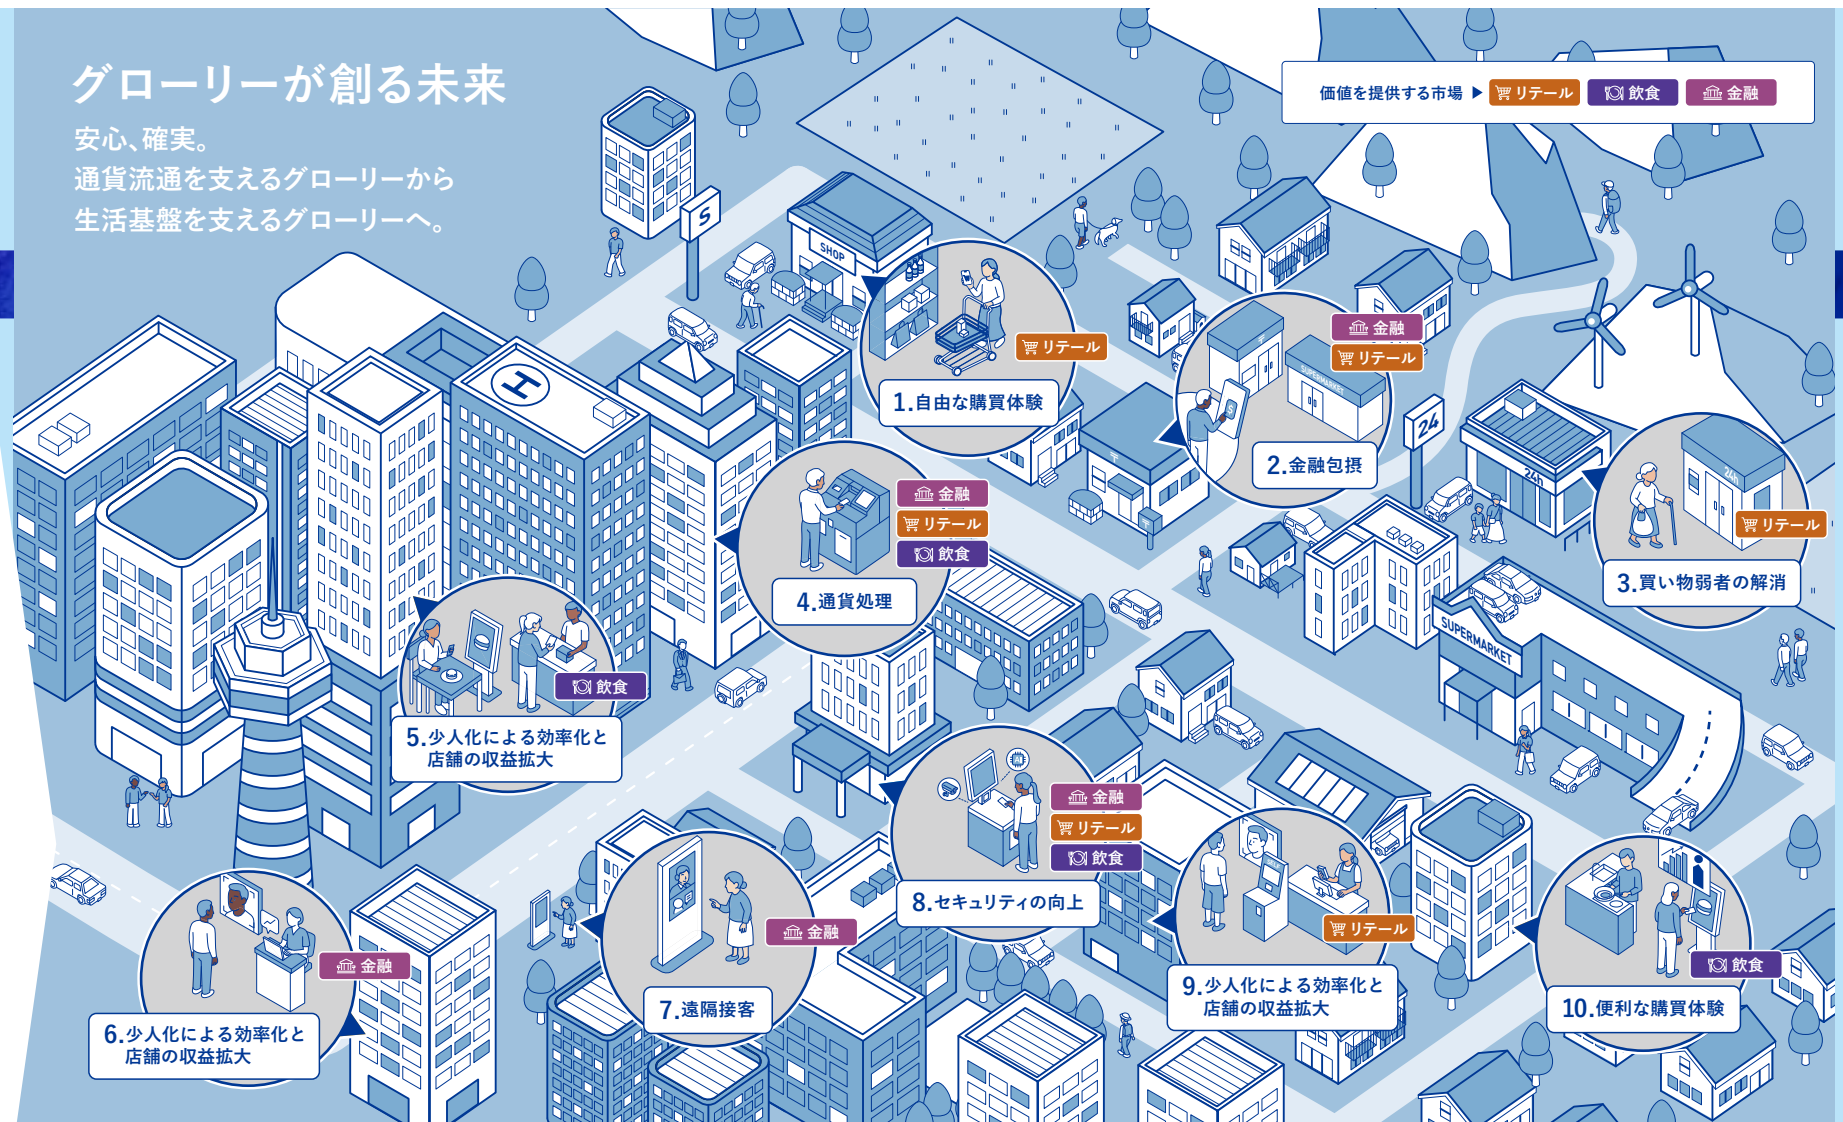 グローリーが創る未来
安心、確実。
通貨流通を支えるグローリーから
生活基盤を支えるグローリーへ。
価値を提供する市場 ▶ リテール 飲食 金融
S
SHOP
リテール
1.自由な購買体験
金融
リテール
SUPERMARKET
S
2.金融包摂
24
24h
24h
リテール
3.買い物弱者の解消
金融
リテール
飲食
4.通貨処理
H
飲食
5.少人化による効率化と
店舗の収益拡大
SUPERMARKET
金融
6.少人化による効率化と
店舗の収益拡大
金融
7.遠隔接客
AI
金融
リテール
飲食
8.セキュリティの向上
リテール
9.少人化による効率化と
店舗の収益拡大
飲食
10.便利な購買体験